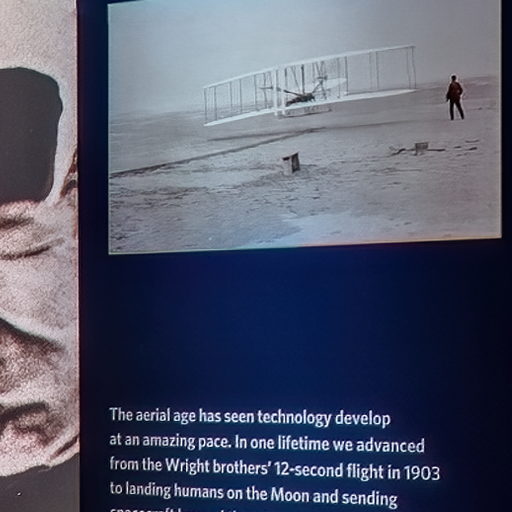 The aerial age has seen technology develop
at an amazing pace. In one lifetime we advanced
from the Wright brothers' 12-second flight in 1903
to landing humans on the Moon and sending